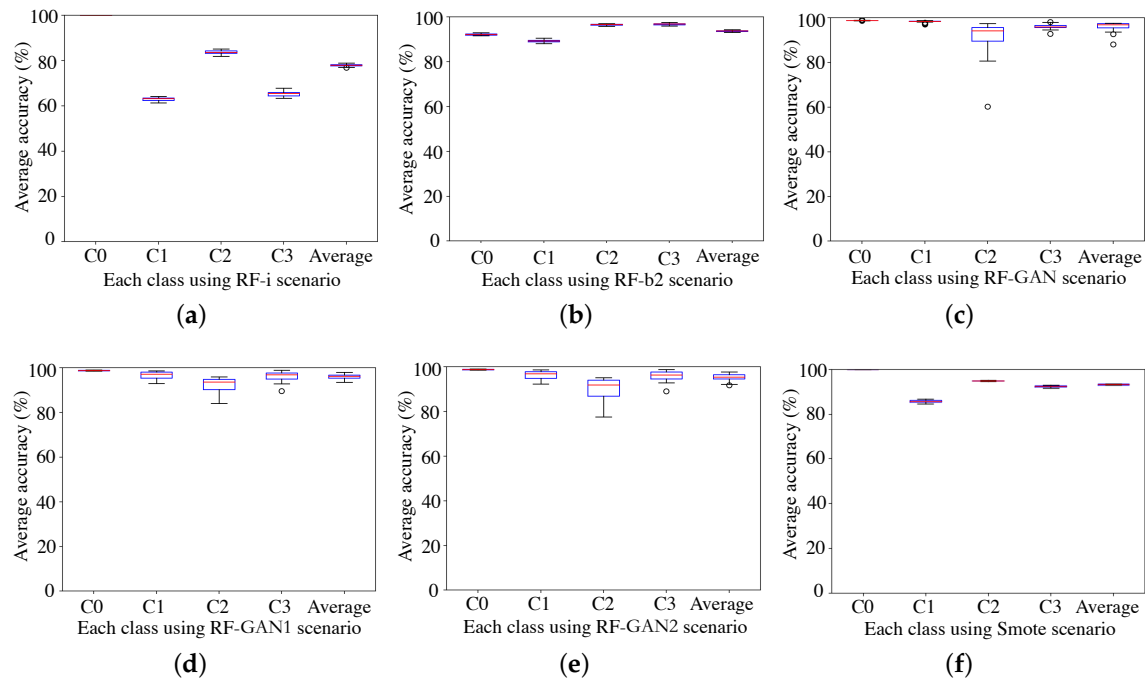 100
80
60
40
20
0
Average accuracy (%)
C0 C1 C2 C3 Average
Each class using RF-i scenario
(a)
100
80
60
40
20
0
Average accuracy (%)
C0 C1 C2 C3 Average
Each class using RF-b2 scenario
(b)
100
80
60
40
20
0
Average accuracy (%)
C0 C1 C2 C3 Average
Each class using RF-GAN scenario
(c)
100
80
60
40
20
0
Average accuracy (%)
C0 C1 C2 C3 Average
Each class using RF-GAN1 scenario
(d)
100
80
60
40
20
0
Average accuracy (%)
C0 C1 C2 C3 Average
Each class using RF-GAN2 scenario
(e)
100
80
60
40
20
0
Average accuracy (%)
C0 C1 C2 C3 Average
Each class using Smote scenario
(f)